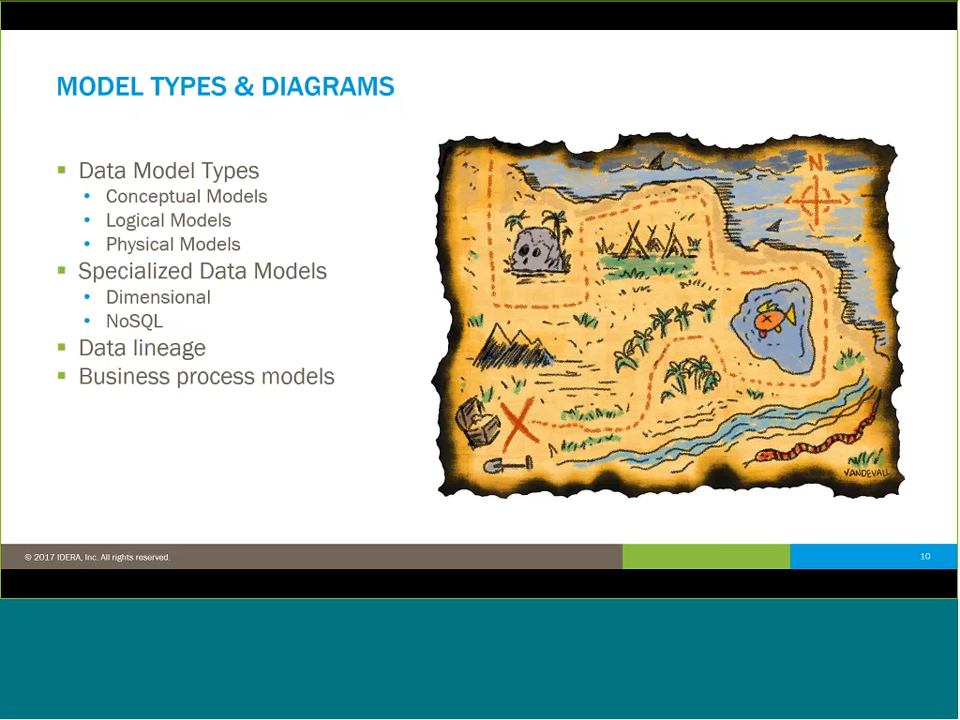 MODEL TYPES & DIAGRAMS
Data Model Types
Conceptual Models
Logical Models
Physical Models
Specialized Data Models
Dimensional
NoSQL
Data lineage
Business process models
N
X
VANDEVALL
© 2017 IDERA, Inc. All rights reserved.
10